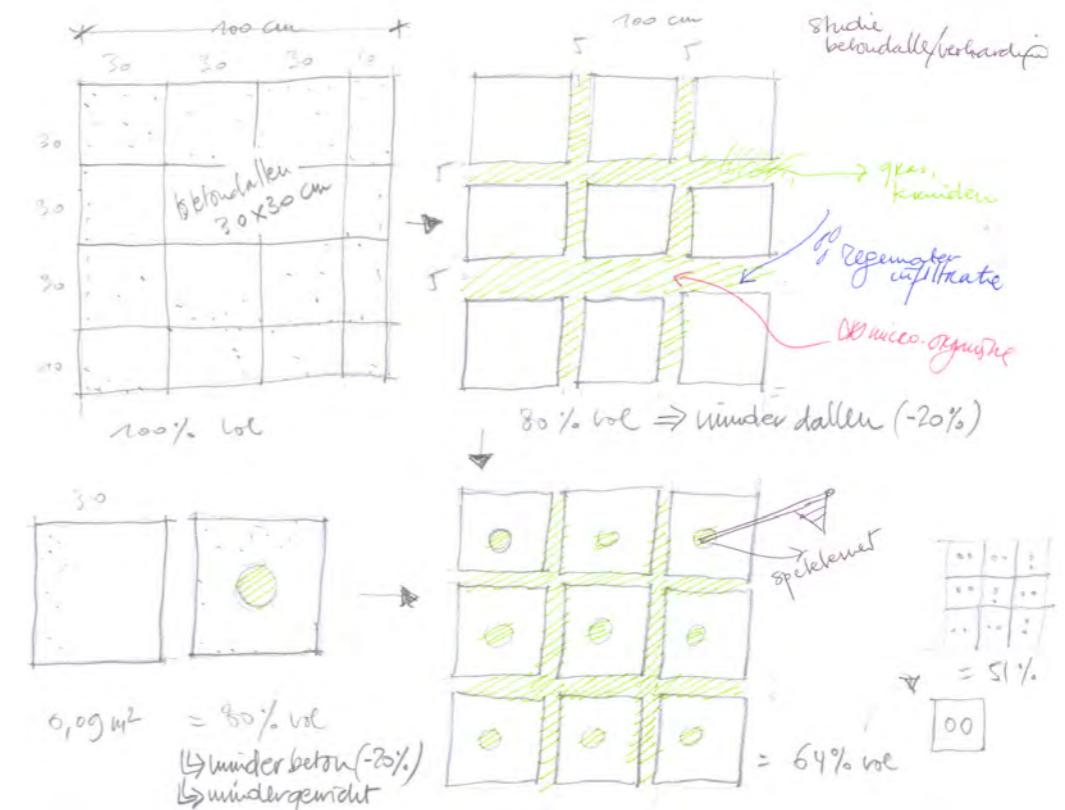 100 cm
30 30 30 10
30
30
30
10
betondallen
30x30 cm
100% vol
100 cm
5 5
5
5
studie
betondalle/verharding
gras,
kruiden
regenwater
infiltratie
micro-organisme
80% vol ⇒ minder dallen (-20%)
30
0,09 m²
= 80% vol
↳ minder beton (-20%)
↳ minder gewicht
spelelement
= 64% vol
= 51%